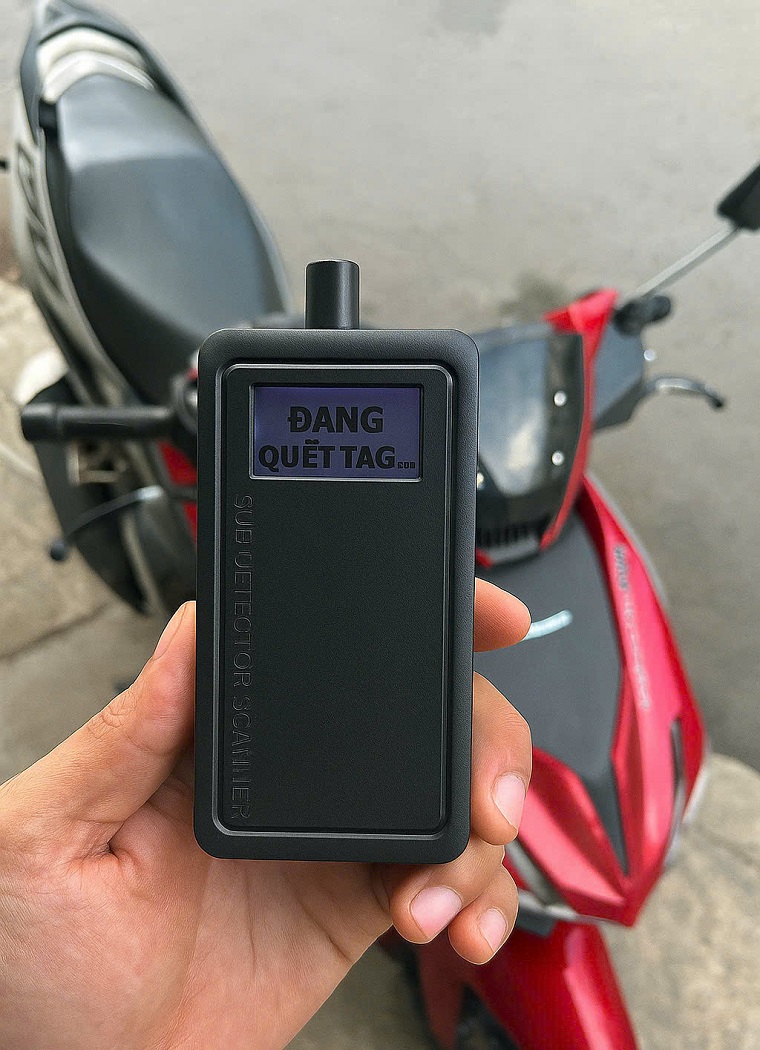 ĐANG
QUẾT TAG
SUB DETECTOR SCANNER